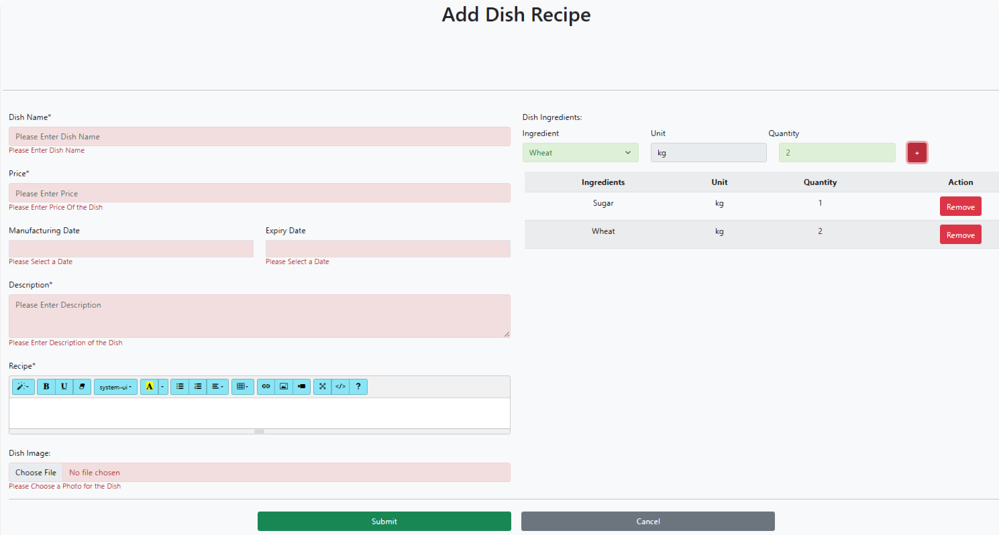 Add Dish Recipe
Dish Name*
Please Enter Dish Name
Please Enter Dish Name
Price*
Please Enter Price
Please Enter Price Of the Dish
Manufacturing Date
Expiry Date
Please Select a Date
Please Select a Date
Description*
Please Enter Description
Please Enter Description of the Dish
Recipe*
B U system-ui A </> ?
Dish Image:
Choose File No file chosen
Please Choose a Photo for the Dish
Dish Ingredients:
Ingredient Unit Quantity
Wheat kg 2 +
Ingredients Unit Quantity Action
Sugar kg 1 Remove
Wheat kg 2 Remove
Submit Cancel